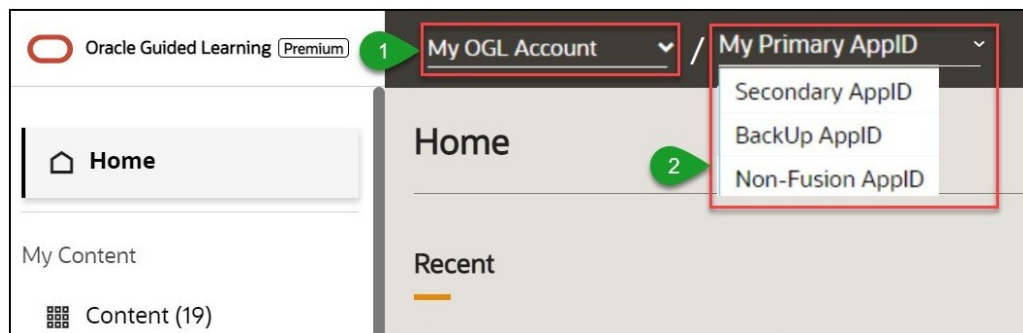 Oracle Guided Learning Premium
1
My OGL Account / My Primary AppID
Secondary AppID
BackUp AppID
2
Non-Fusion AppID
Home
Home
My Content
Content (19)
Recent